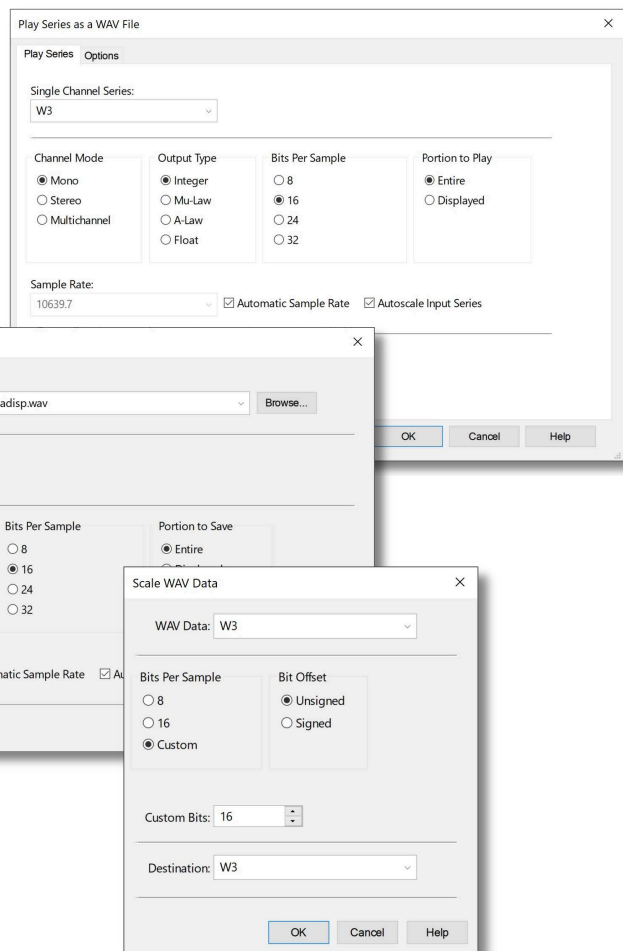 Play Series as a WAV File
Play Series Options
Single Channel Series:
W3
Channel Mode
Mono
Stereo
Multichannel
Output Type
Integer
Mu-Law
A-Law
Float
Bits Per Sample
8
16
24
32
Portion to Play
Entire
Displayed
Sample Rate:
10639.7
Automatic Sample Rate
Autoscale Input Series
OK Cancel Help
adisp.wav
Browse...
Bits Per Sample
8
16
24
32
Portion to Save
Entire
Sample Rate
Scale WAV Data
WAV Data: W3
Bits Per Sample
8
16
Custom
Bit Offset
Unsigned
Signed
Custom Bits: 16
Destination: W3
OK Cancel Help